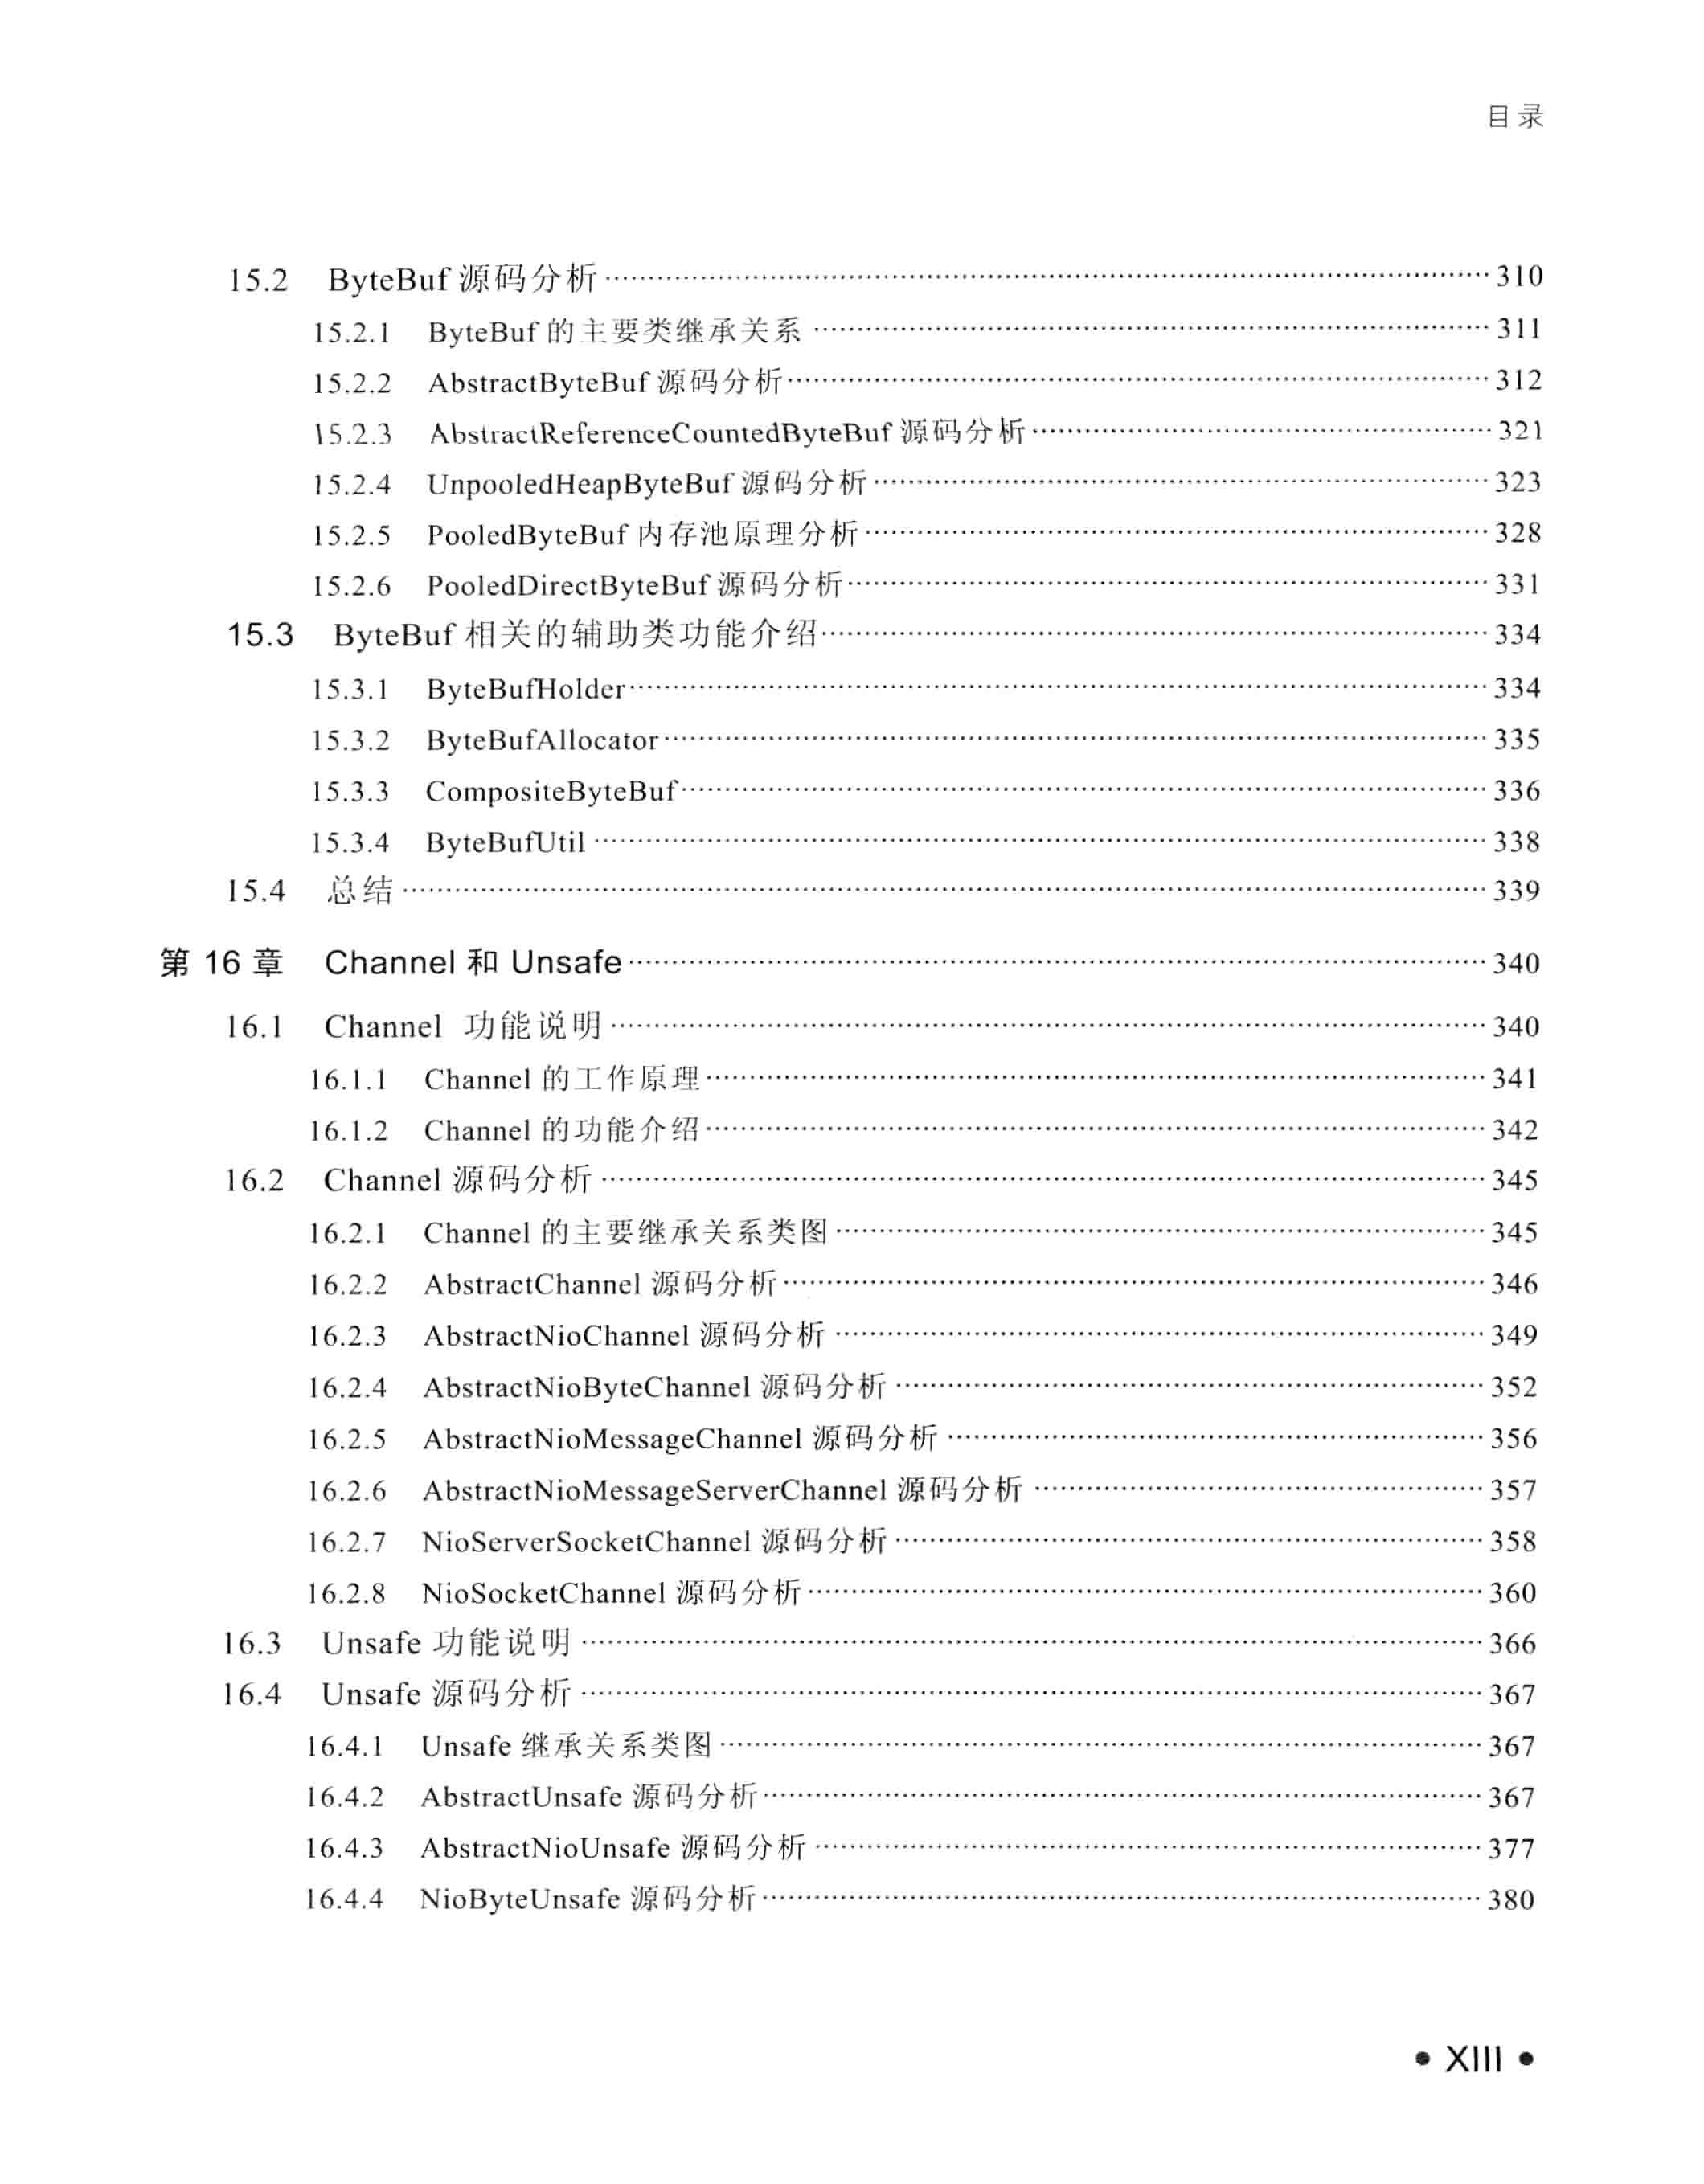 目录
15.2 ByteBuf 源码分析 310
15.2.1 ByteBuf 的主要类继承关系 311
15.2.2 AbstractByteBuf 源码分析 312
15.2.3 AbstractReferenceCountedByteBuf 源码分析 321
15.2.4 UnpooledHeapByteBuf 源码分析 323
15.2.5 PooledByteBuf 内存池原理分析 328
15.2.6 PooledDirectByteBuf 源码分析 331
15.3 ByteBuf 相关的辅助类功能介绍 334
15.3.1 ByteBufHolder 334
15.3.2 ByteBufAllocator 335
15.3.3 CompositeByteBuf 336
15.3.4 ByteBufUtil 338
15.4 总结 339
第 16 章 Channel 和 Unsafe 340
16.1 Channel 功能说明 340
16.1.1 Channel 的工作原理 341
16.1.2 Channel 的功能介绍 342
16.2 Channel 源码分析 345
16.2.1 Channel 的主要继承关系类图 345
16.2.2 AbstractChannel 源码分析 346
16.2.3 AbstractNioChannel 源码分析 349
16.2.4 AbstractNioByteChannel 源码分析 352
16.2.5 AbstractNioMessageChannel 源码分析 356
16.2.6 AbstractNioMessageServerChannel 源码分析 357
16.2.7 NioServerSocketChannel 源码分析 358
16.2.8 NioSocketChannel 源码分析 360
16.3 Unsafe 功能说明 366
16.4 Unsafe 源码分析 367
16.4.1 Unsafe 继承关系类图 367
16.4.2 AbstractUnsafe 源码分析 367
16.4.3 AbstractNioUnsafe 源码分析 377
16.4.4 NioByteUnsafe 源码分析 380
• XIII •